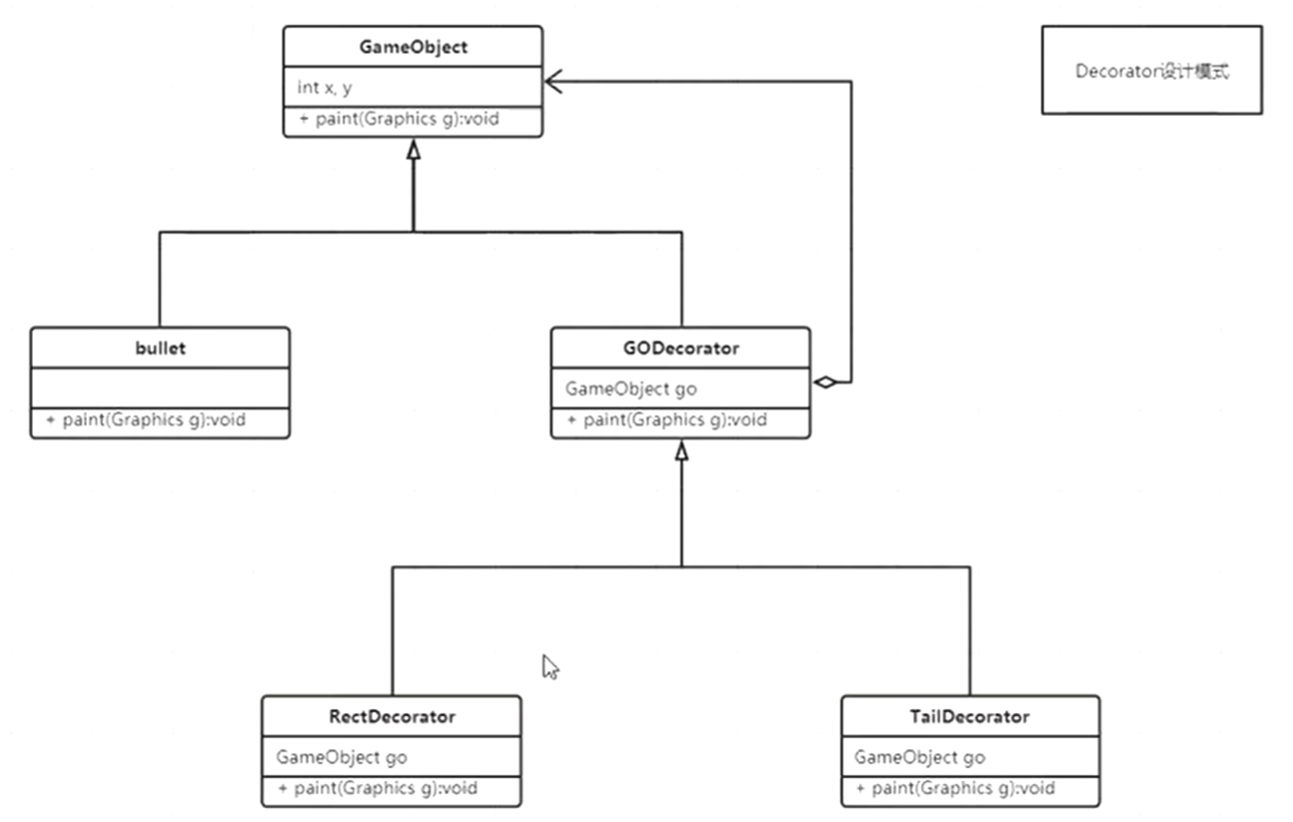 GameObject
int x, y
+ paint(Graphics g):void
Decorator设计模式
bullet
+ paint(Graphics g):void
GODecorator
GameObject go
+ paint(Graphics g):void
RectDecorator
GameObject go
+ paint(Graphics g):void
TailDecorator
GameObject go
+ paint(Graphics g):void